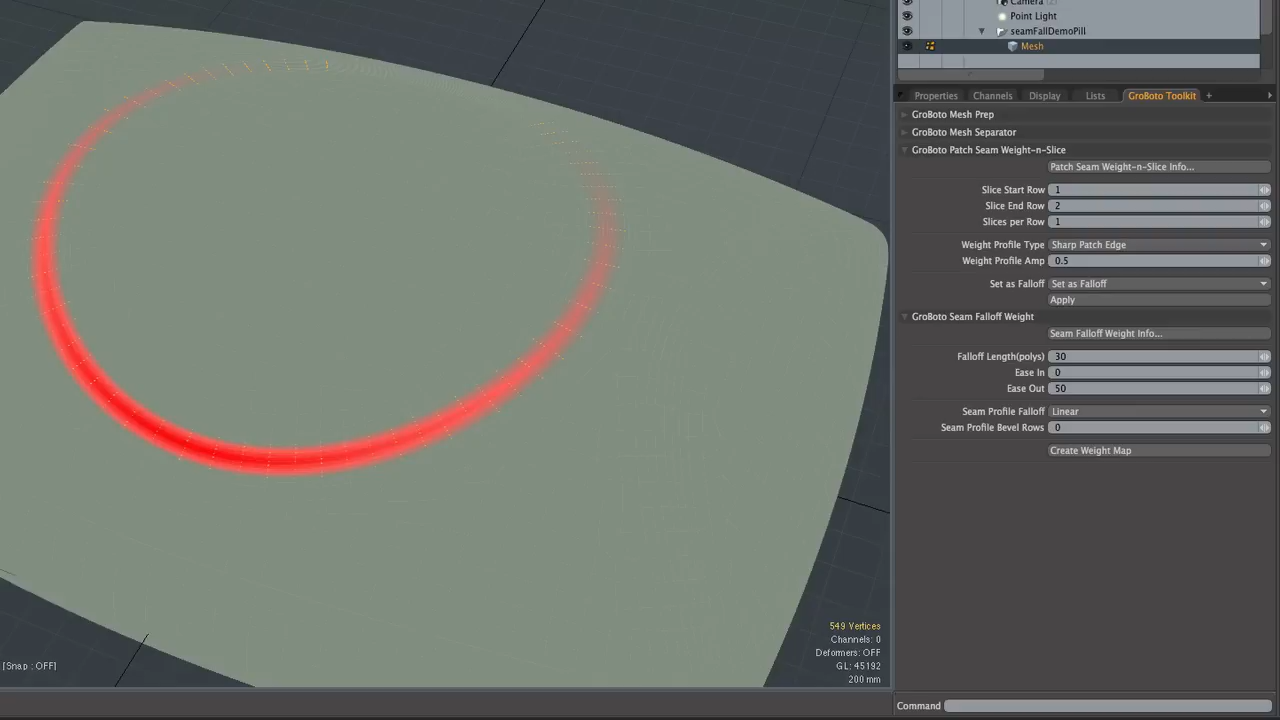 Camera (2)
Point Light
seamFallDemoPill
Mesh
Properties Channels Display Lists GroBoto Toolkit +
GroBoto Mesh Prep
GroBoto Mesh Separator
GroBoto Patch Seam Weight-n-Slice
Patch Seam Weight-n-Slice Info...
Slice Start Row 1
Slice End Row 2
Slices per Row 1
Weight Profile Type Sharp Patch Edge
Weight Profile Amp 0.5
Set as Falloff Set as Falloff
Apply
GroBoto Seam Falloff Weight
Seam Falloff Weight Info...
Falloff Length(polys) 30
Ease In 0
Ease Out 50
Seam Profile Falloff Linear
Seam Profile Bevel Rows 0
Create Weight Map
549 Vertices
Channels: 0
Deformers: OFF
GL: 45192
200 mm
[Snap : OFF]
Command